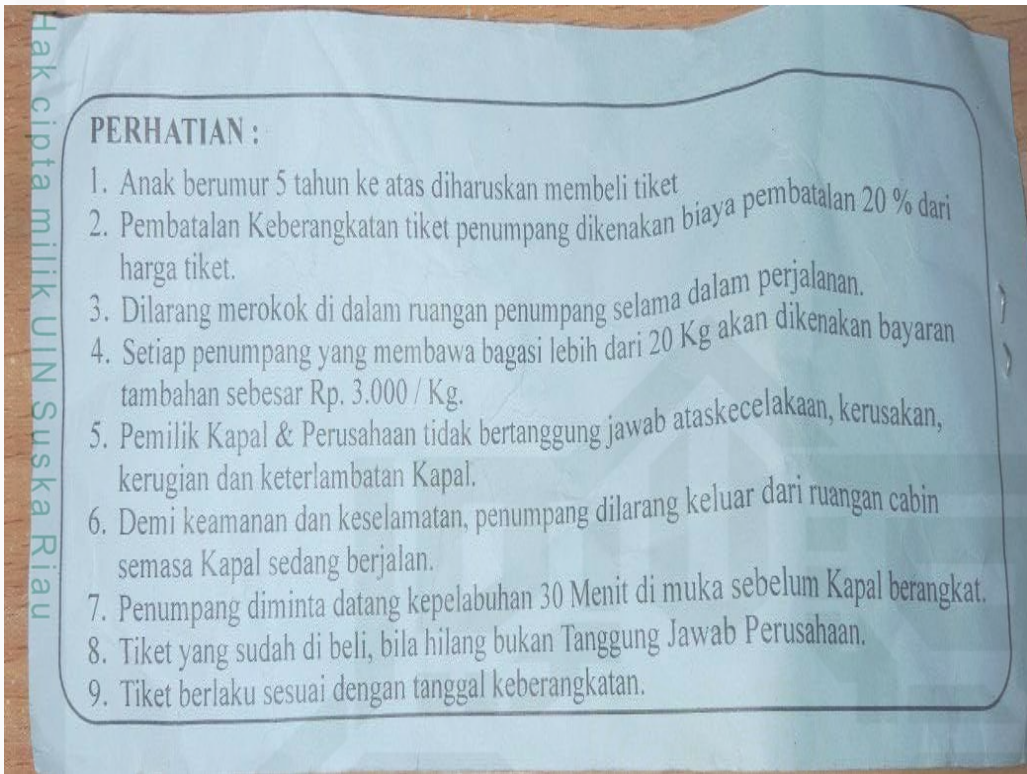 Hak cipta milik UIN Suska Riau
PERHATIAN :
1. Anak berumur 5 tahun ke atas diharuskan membeli tiket
2. Pembatalan Keberangkatan tiket penumpang dikenakan biaya pembatalan 20 % dari
harga tiket.
3. Dilarang merokok di dalam ruangan penumpang selama dalam perjalanan.
4. Setiap penumpang yang membawa bagasi lebih dari 20 Kg akan dikenakan bayaran
tambahan sebesar Rp. 3.000 / Kg.
5. Pemilik Kapal & Perusahaan tidak bertanggung jawab ataskecelakaan, kerusakan,
kerugian dan keterlambatan Kapal.
6. Demi keamanan dan keselamatan, penumpang dilarang keluar dari ruangan cabin
semasa Kapal sedang berjalan.
7. Penumpang diminta datang kepelabuhan 30 Menit di muka sebelum Kapal berangkat.
8. Tiket yang sudah di beli, bila hilang bukan Tanggung Jawab Perusahaan.
9. Tiket berlaku sesuai dengan tanggal keberangkatan.